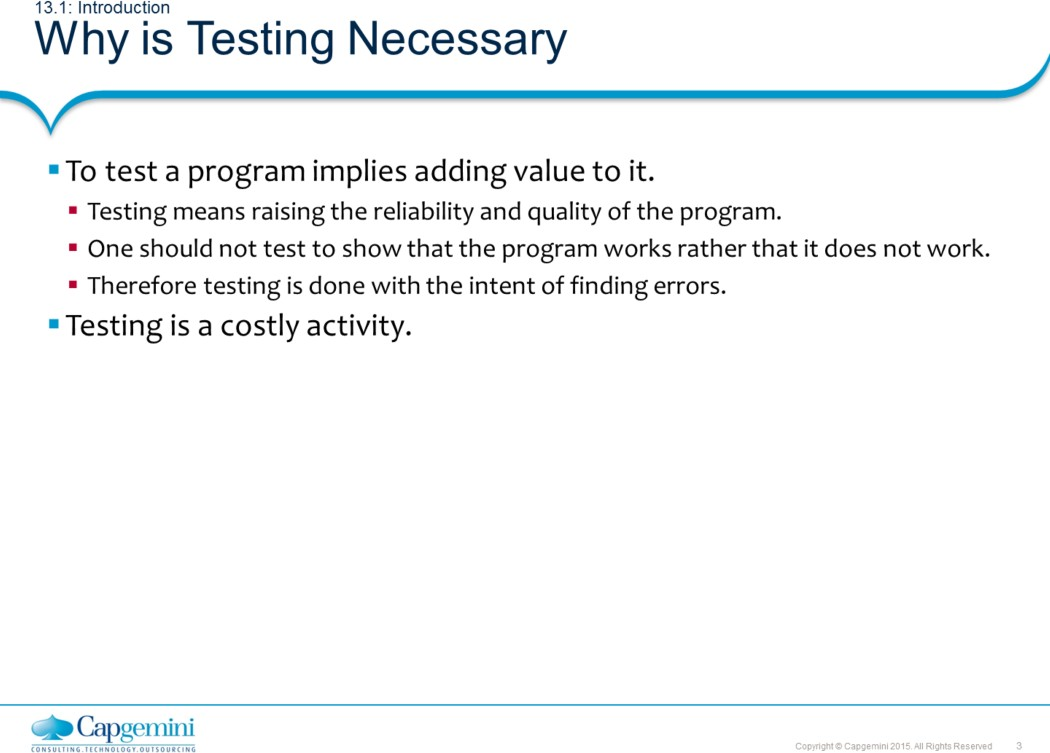 13.1: Introduction
Why is Testing Necessary
To test a program implies adding value to it.
Testing means raising the reliability and quality of the program.
One should not test to show that the program works rather that it does not work.
Therefore testing is done with the intent of finding errors.
Testing is a costly activity.
Capgemini
CONSULTING.TECHNOLOGY.OUTSOURCING
Copyright © Capgemini 2015. All Rights Reserved 3